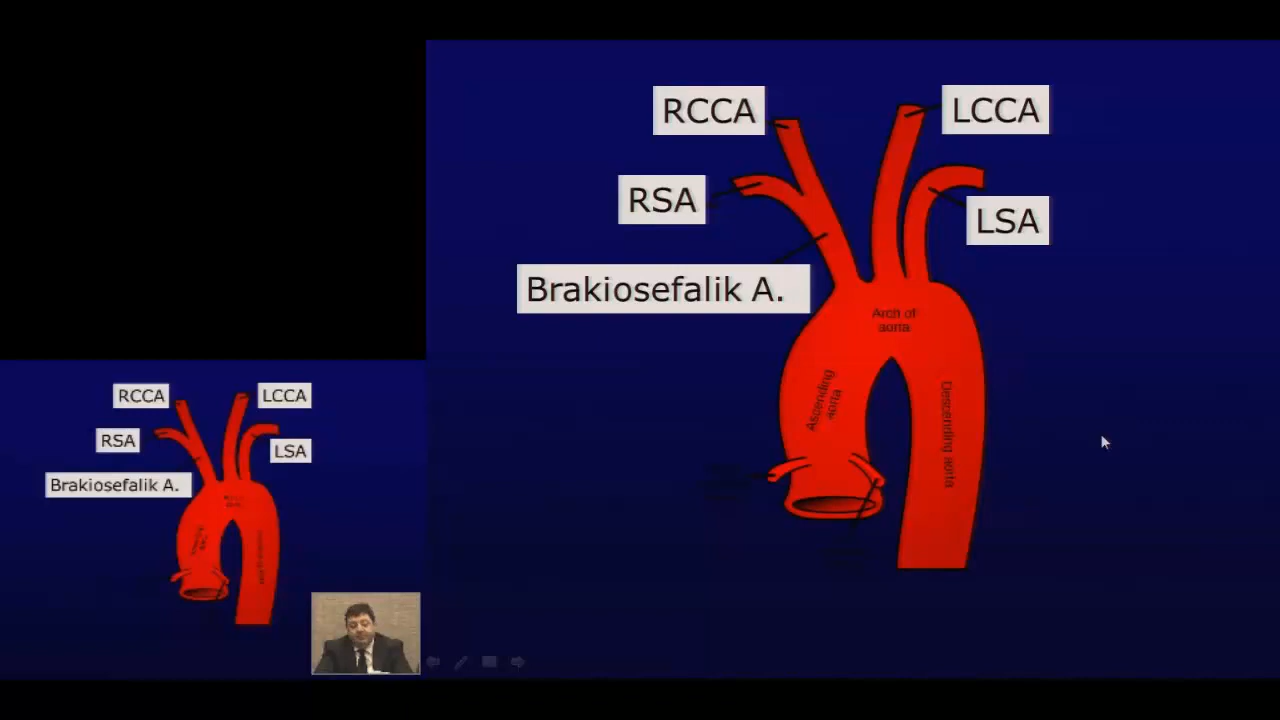 RCCA
LCCA
RSA
LSA
Brakiosefalik A.
Arch of
aorta
Ascending
aorta
Descending aorta
RCCA
LCCA
RSA
LSA
Brakiosefalik A.